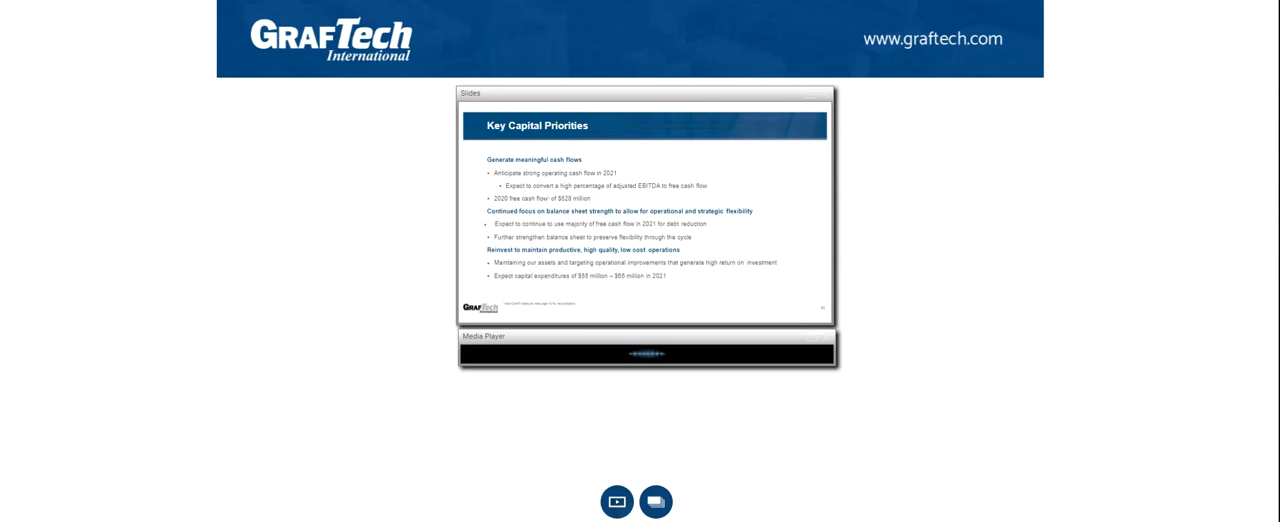 GRAFTech
International
www.graftech.com
Slides
Key Capital Priorities
Generate meaningful cash flows
• Anticipate strong operating cash flow in 2021
• Expect to convert a high percentage of adjusted EBITDA to free cash flow
• 2020 free cash flow¹ of $528 million
Continued focus on balance sheet strength to allow for operational and strategic flexibility
• Expect to continue to use majority of free cash flow in 2021 for debt reduction
• Further strengthen balance sheet to preserve flexibility through the cycle
Reinvest to maintain productive, high quality, low cost operations
• Maintaining our assets and targeting operational improvements that generate high return on investment
• Expect capital expenditures of $55 million – $65 million in 2021
GRAFTech
International
Media Player